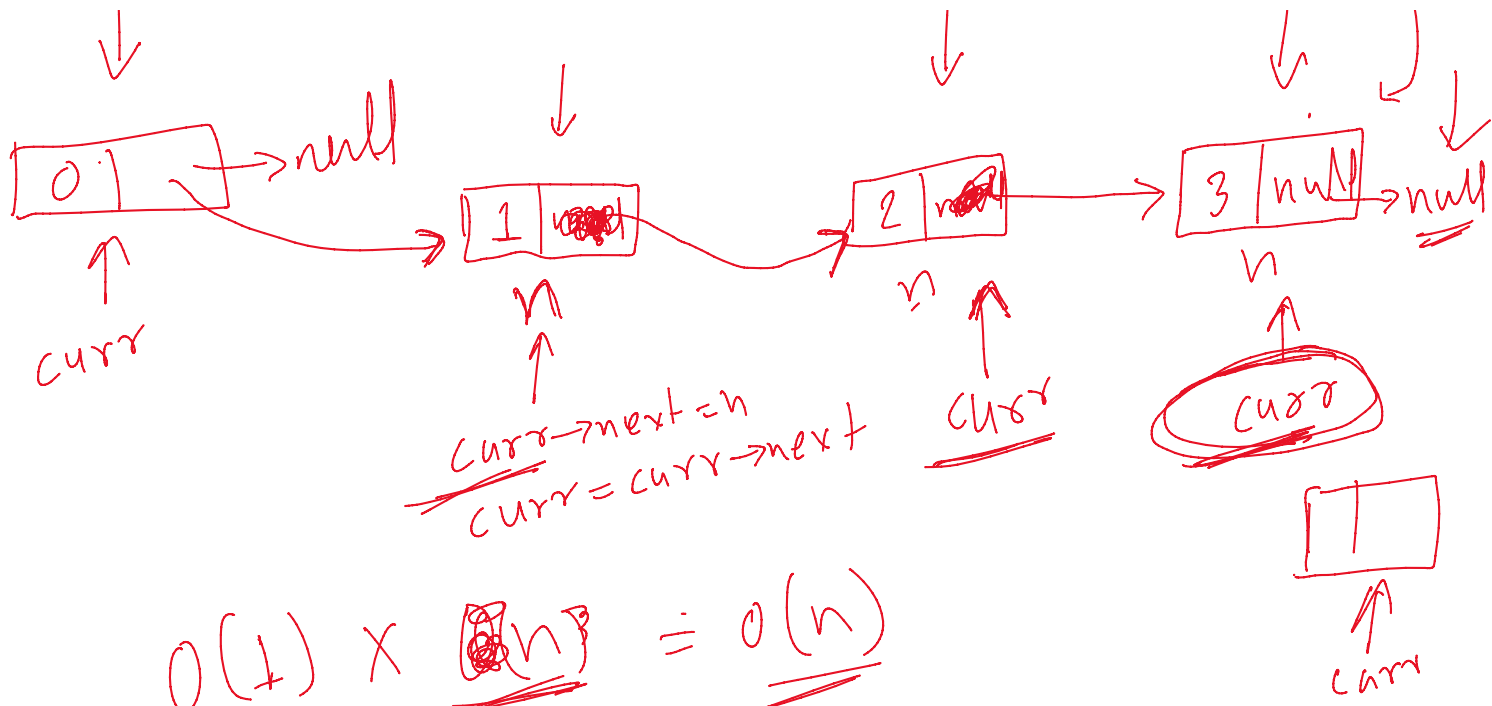 0 null
1
2
3 null null
n
n
n
curr
curr→next=n
curr=curr→next
curr
curr
O(1) × (n) = O(n)
curr